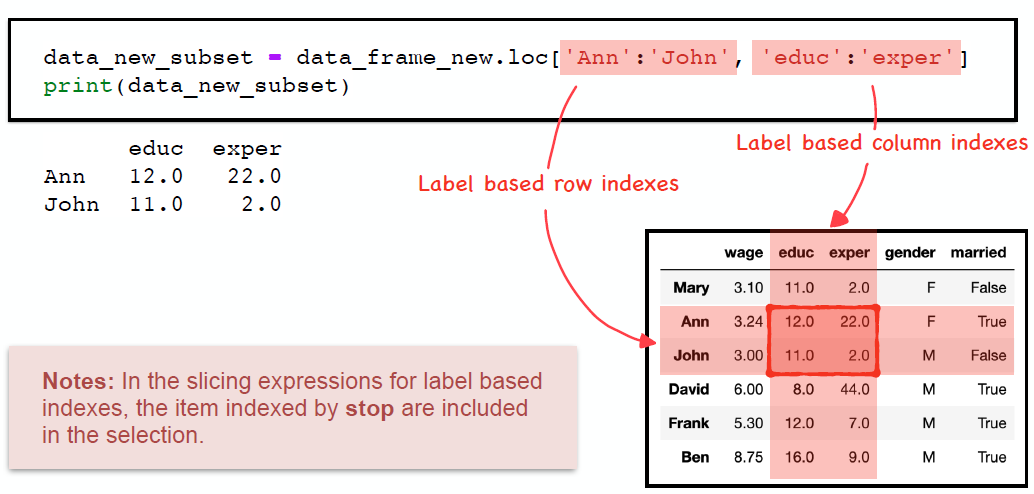 data_new_subset = data_frame_new.loc['Ann':'John', 'educ':'exper']
print(data_new_subset)
educ exper
Ann 12.0 22.0
John 11.0 2.0
Label based row indexes
Label based column indexes
wage educ exper gender married
Mary 3.10 11.0 2.0 F False
Ann 3.24 12.0 22.0 F True
John 3.00 11.0 2.0 M False
David 6.00 8.0 44.0 M True
Frank 5.30 12.0 7.0 M True
Ben 8.75 16.0 9.0 M True
Notes: In the slicing expressions for label based
indexes, the item indexed by stop are included
in the selection.